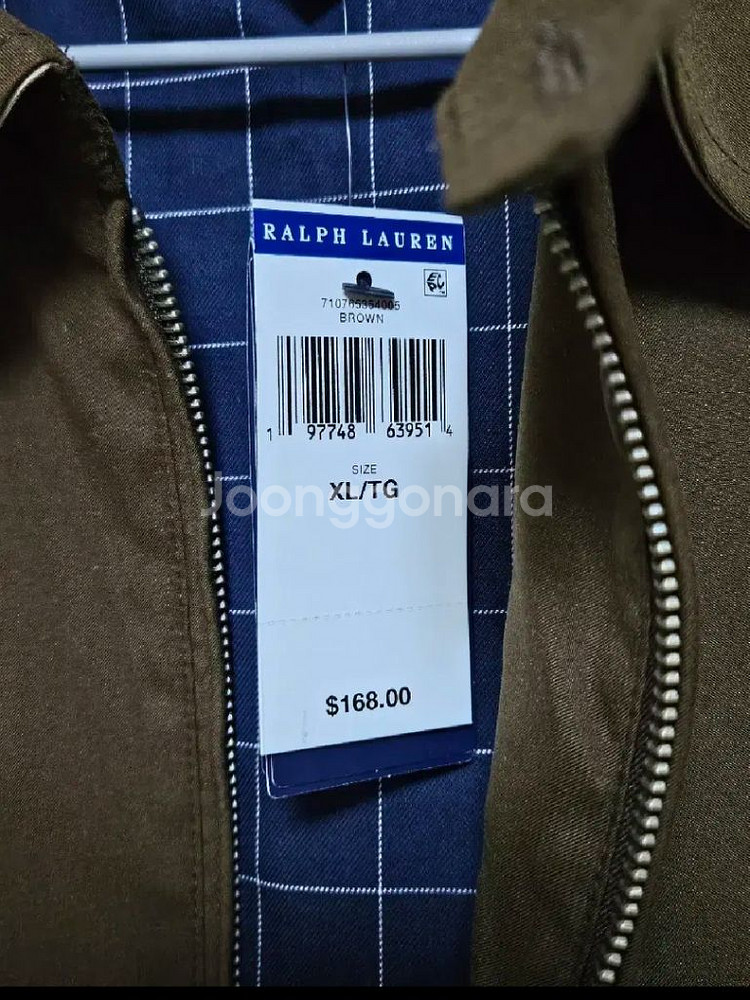 RALPH LAUREN
BROWN
1 97748 63951 4
SIZE
XL/TG
Joonggonara
$168.00